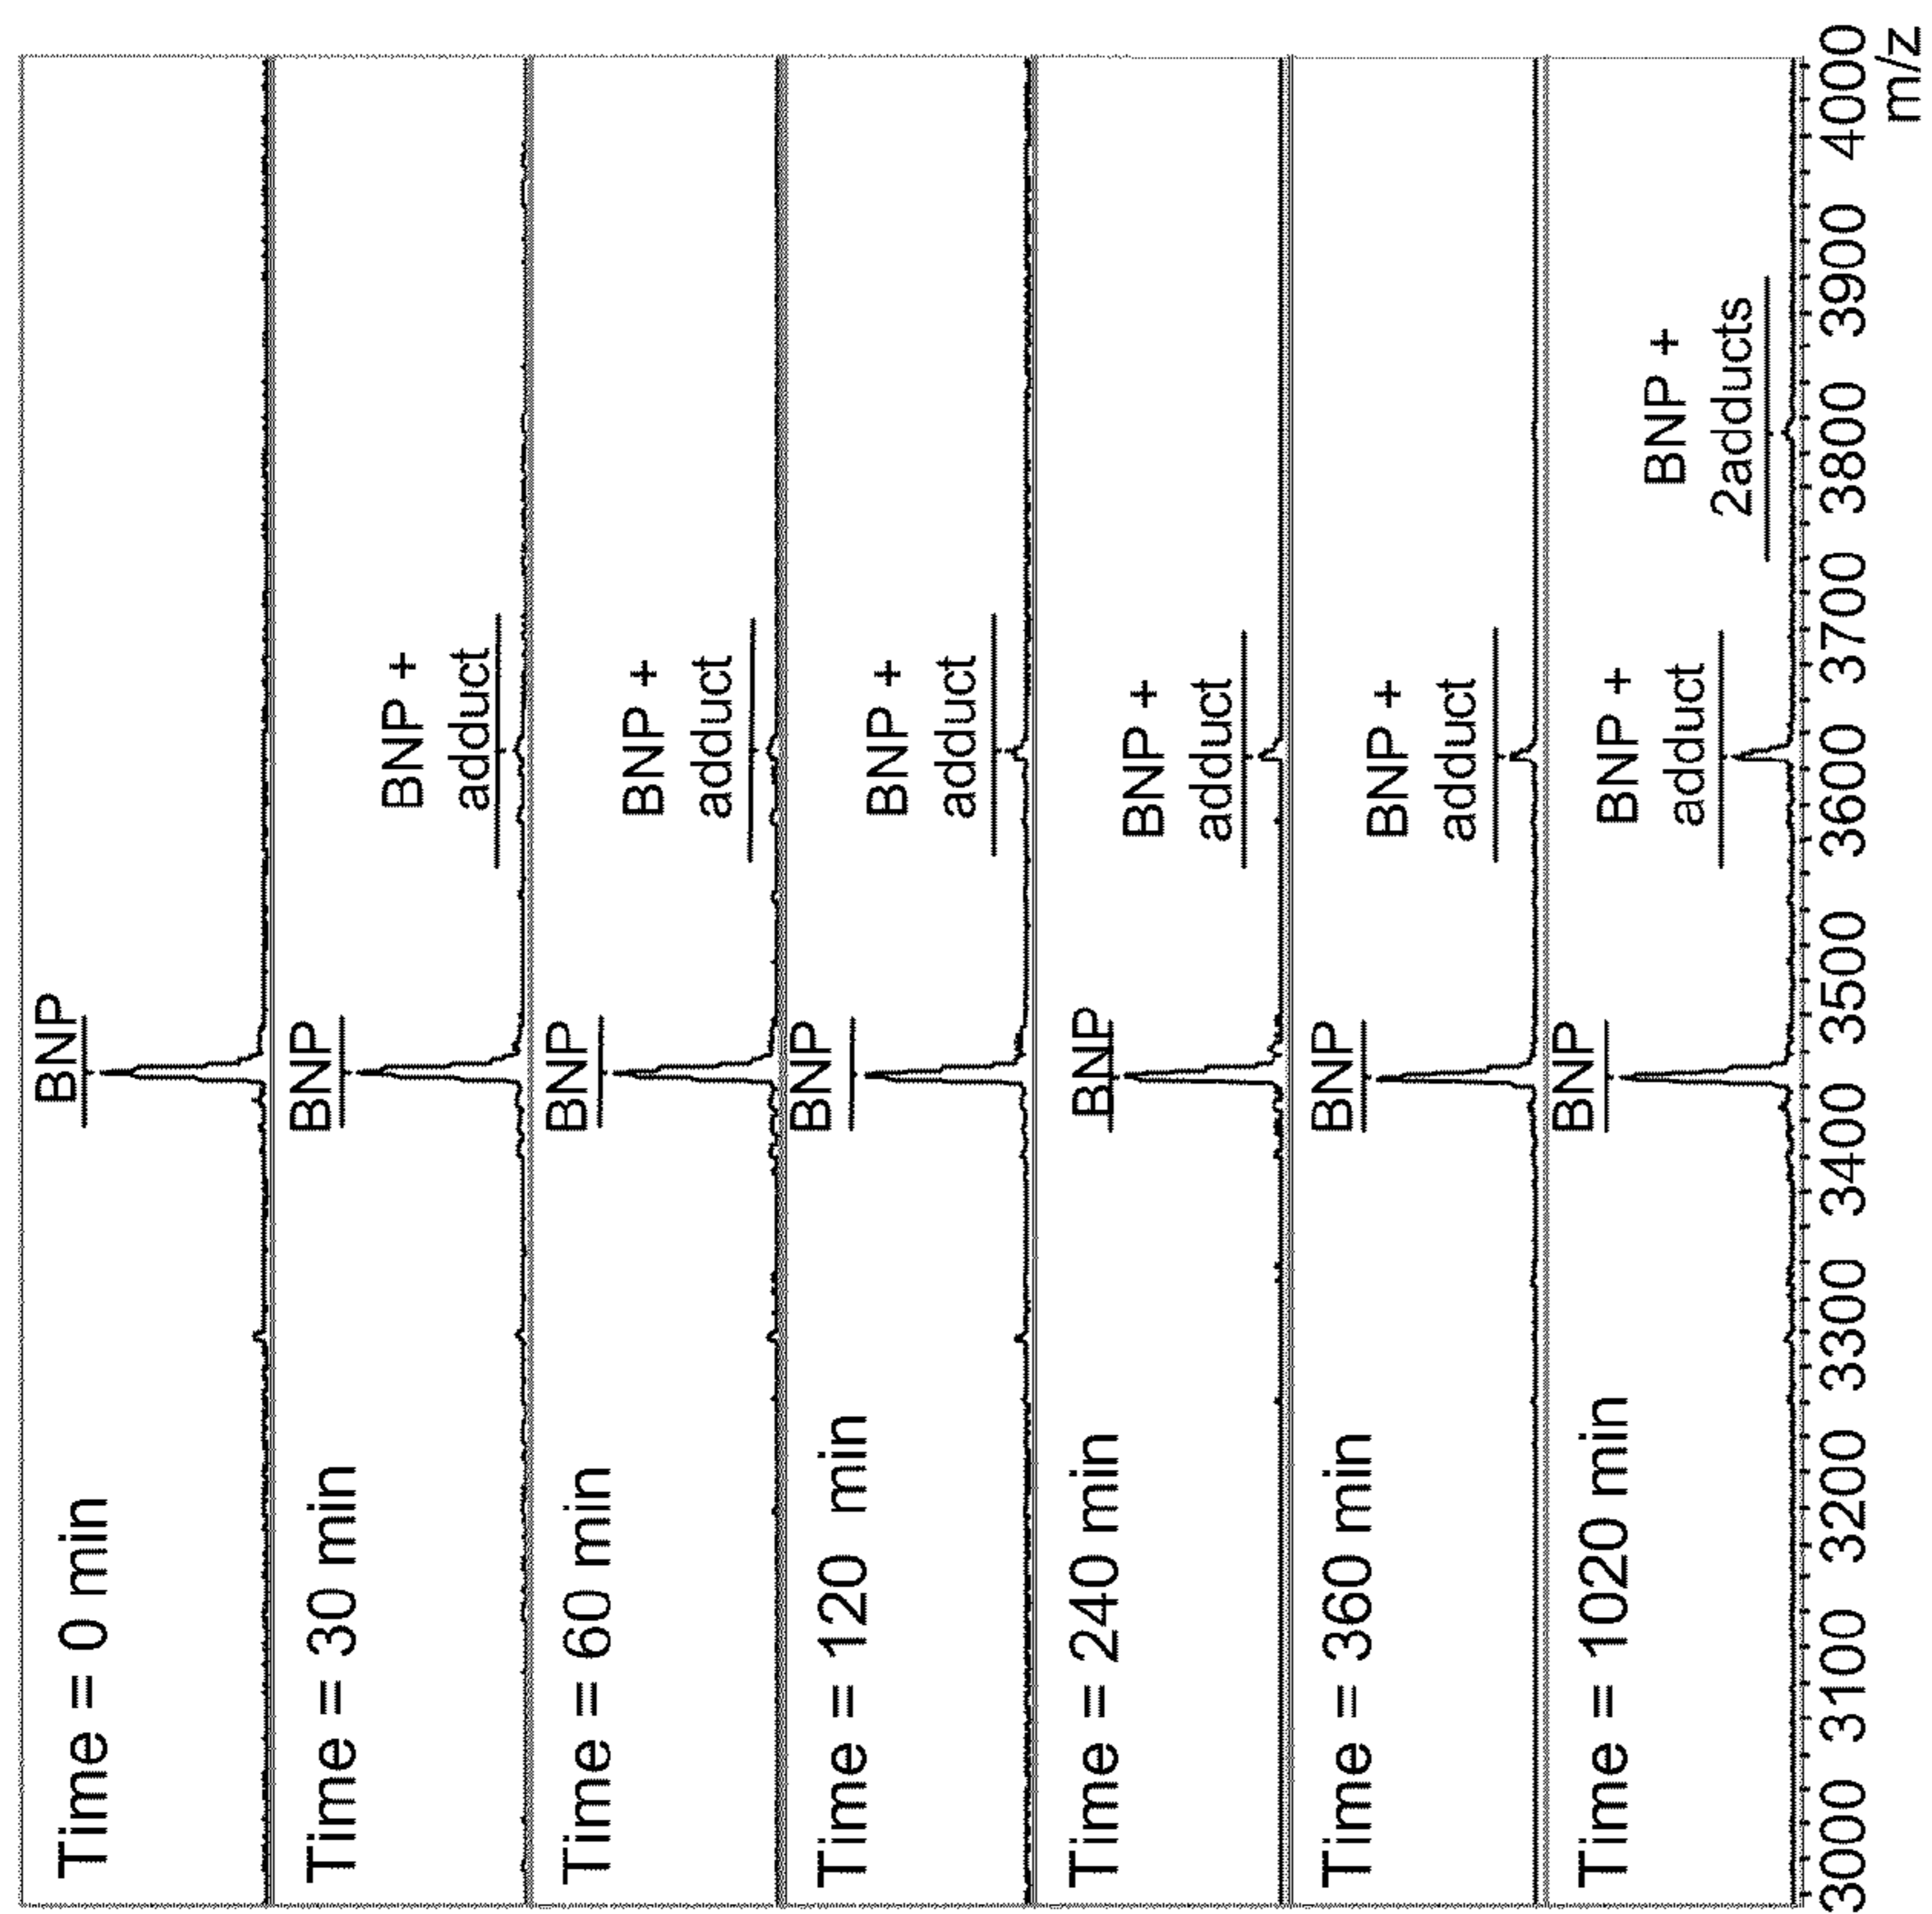 Time = 0 min
BNP
Time = 30 min
BNP
BNP +
adduct
Time = 60 min
BNP
BNP +
adduct
Time = 120 min
BNP
BNP +
adduct
Time = 240 min
BNP
BNP +
adduct
Time = 360 min
BNP
BNP +
adduct
Time = 1020 min
BNP
BNP +
adduct
BNP +
2adducts
3000 3100 3200 3300 3400 3500 3600 3700 3800 3900 4000
m/z